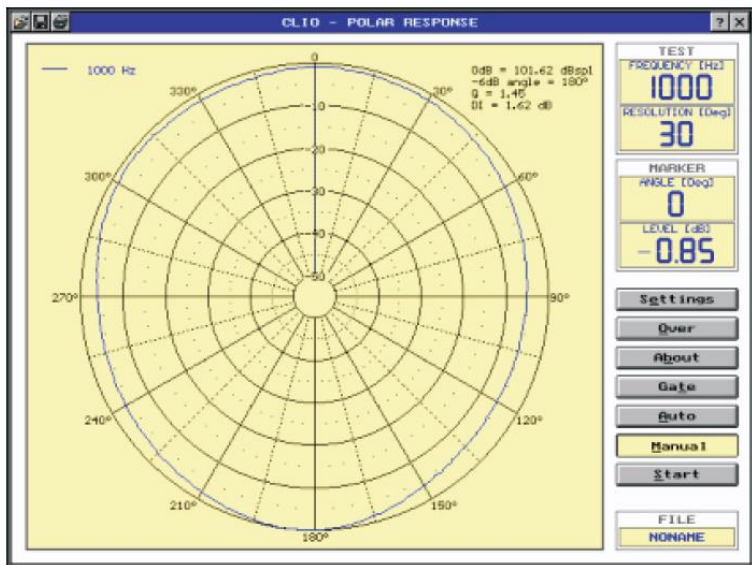 CLIO - POLAR RESPONSE
? X
1000 Hz
0dB = 101.62 dBspl
-6dB angle = 180°
Q = 1.45
DI = 1.62 dB
0
330°
30°
-10
-20
300°
60°
-30
-40
-50
270°
90°
240°
120°
210°
150°
180°
TEST
FREQUENCY [Hz]
1000
RESOLUTION [Deg]
30
MARKER
ANGLE [Deg]
0
LEVEL [dB]
-0.85
Settings
Over
About
Gate
Auto
Manual
Start
FILE
NONAME